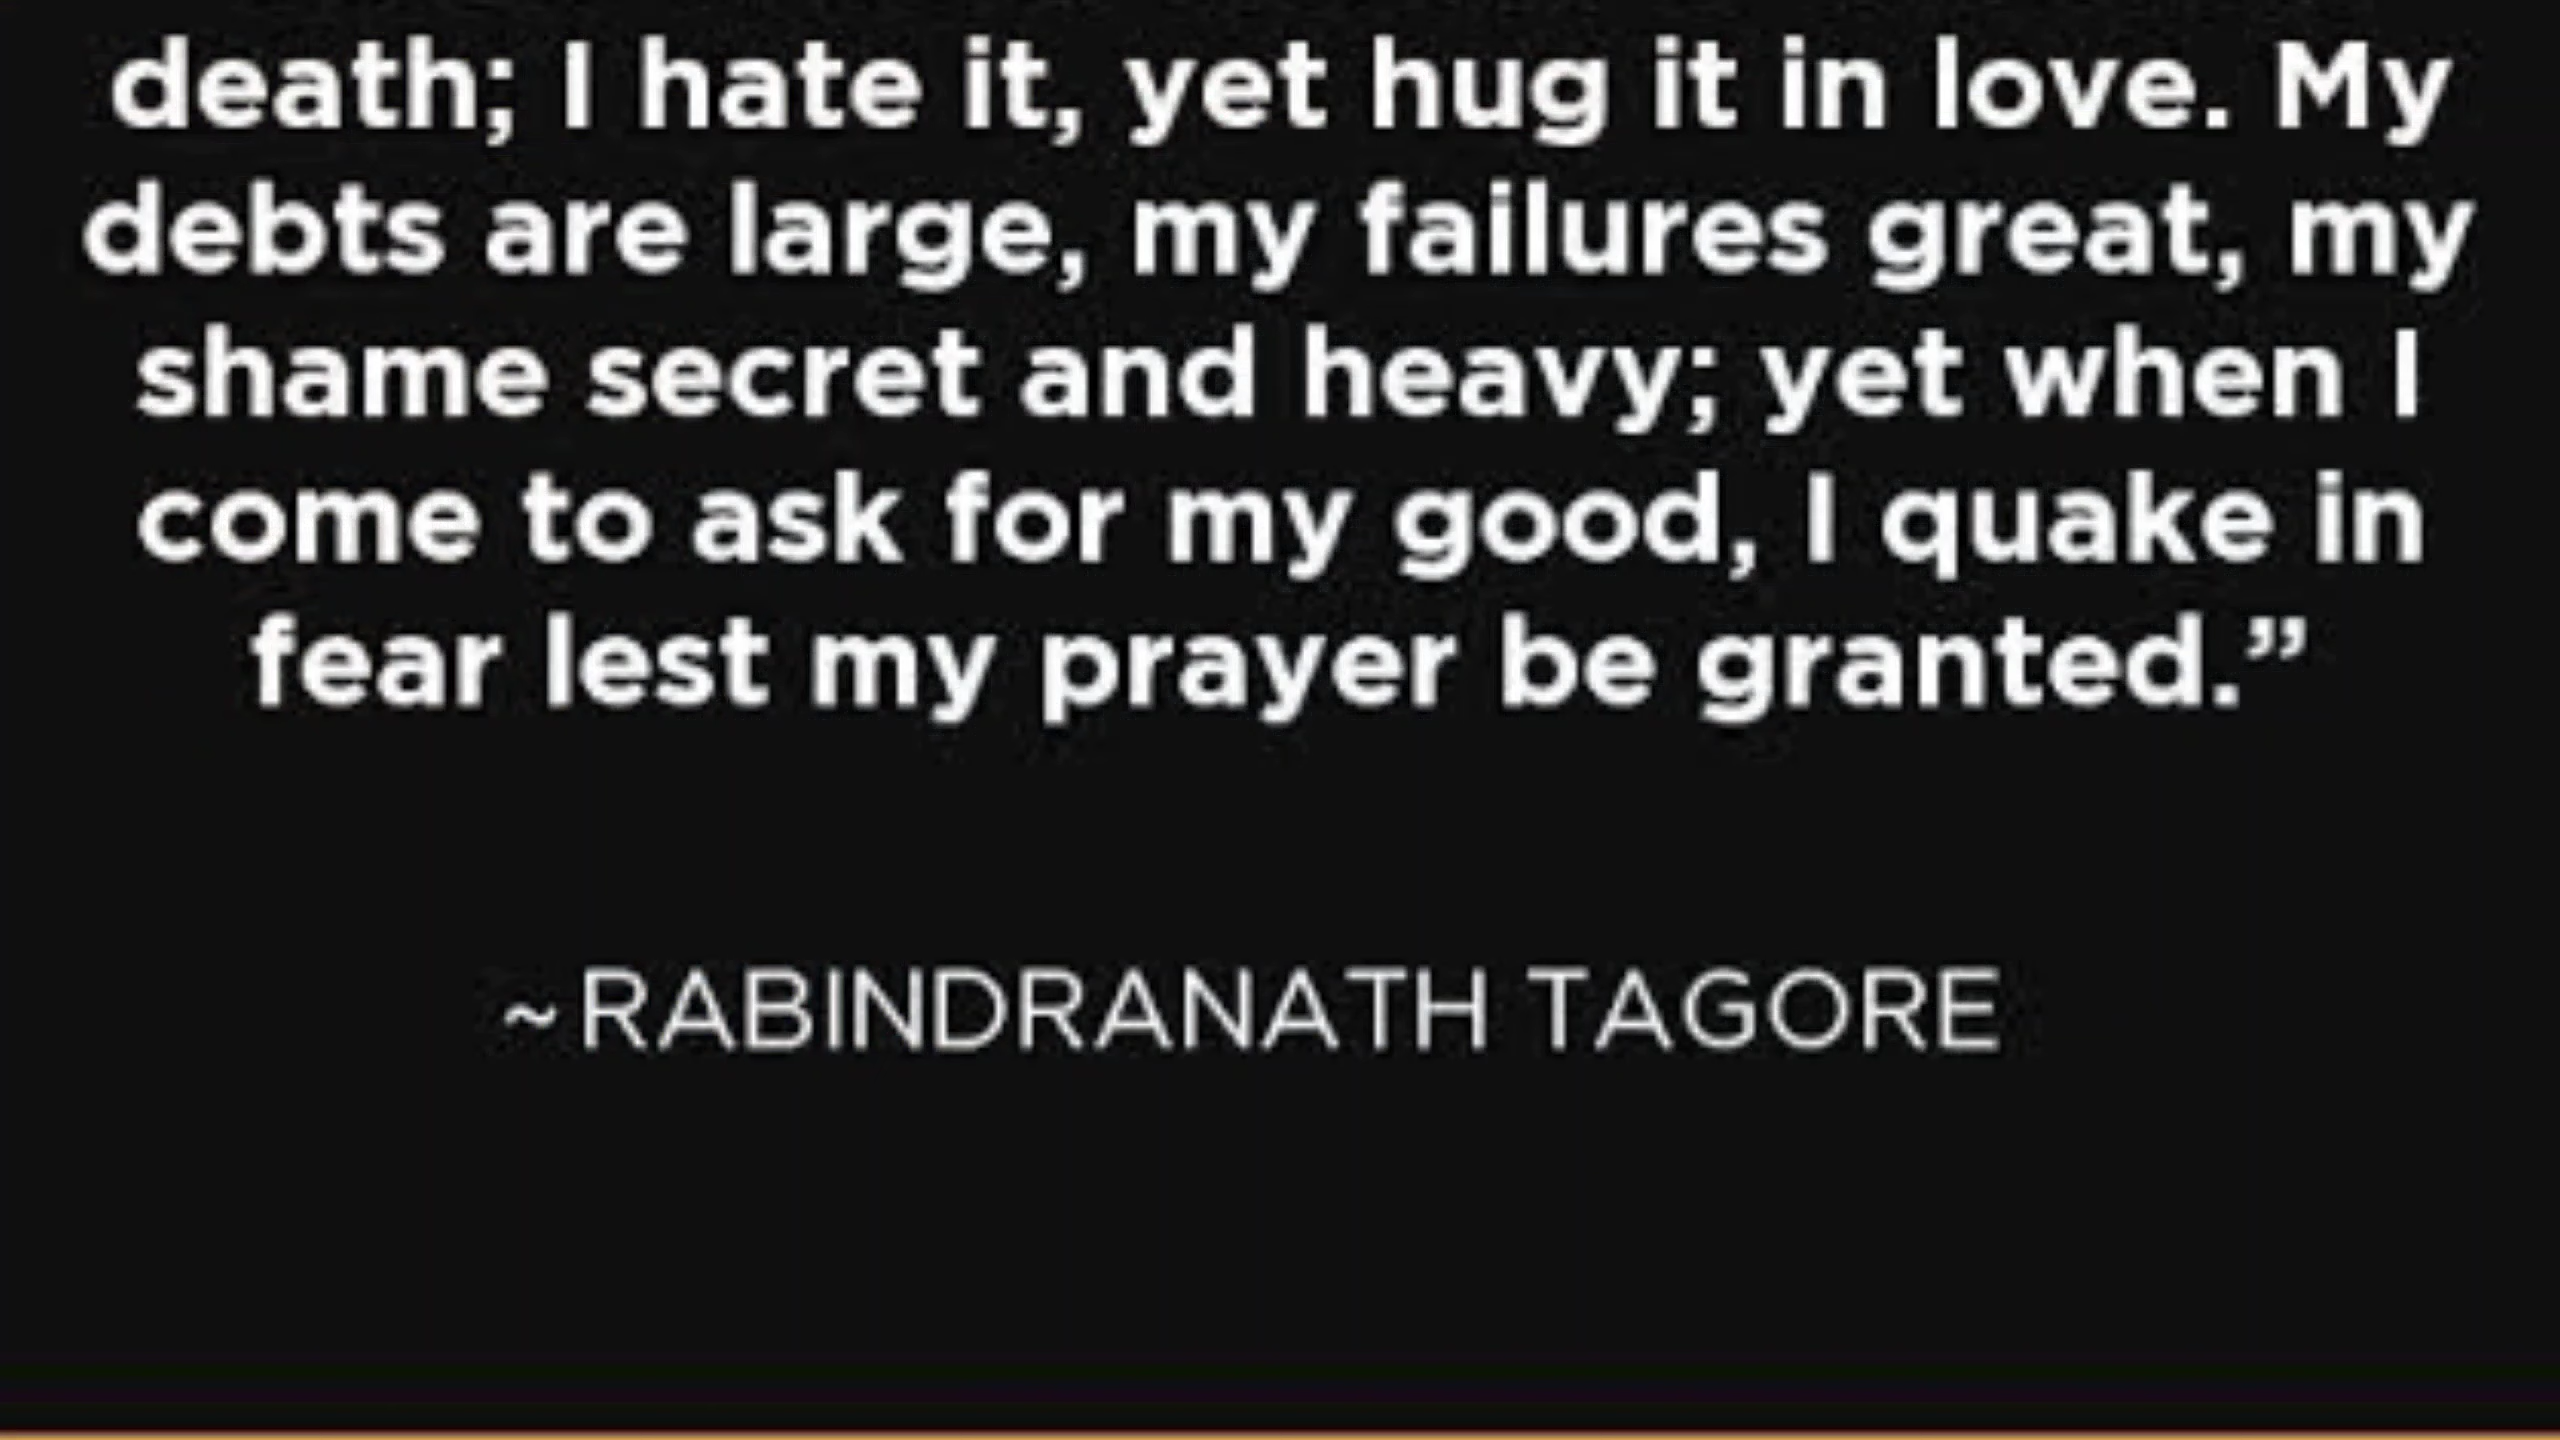 death; I hate it, yet hug it in love. My
debts are large, my failures great, my
shame secret and heavy; yet when I
come to ask for my good, I quake in
fear lest my prayer be granted.”
~RABINDRANATH TAGORE